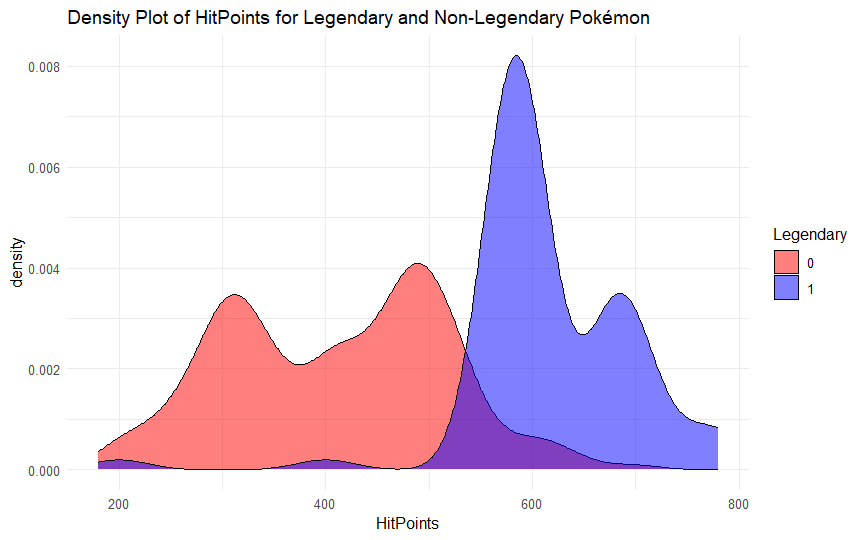 Density Plot of HitPoints for Legendary and Non-Legendary Pokémon
density
0.008
0.006
0.004
0.002
0.000
200
400
600
800
HitPoints
Legendary
0
1